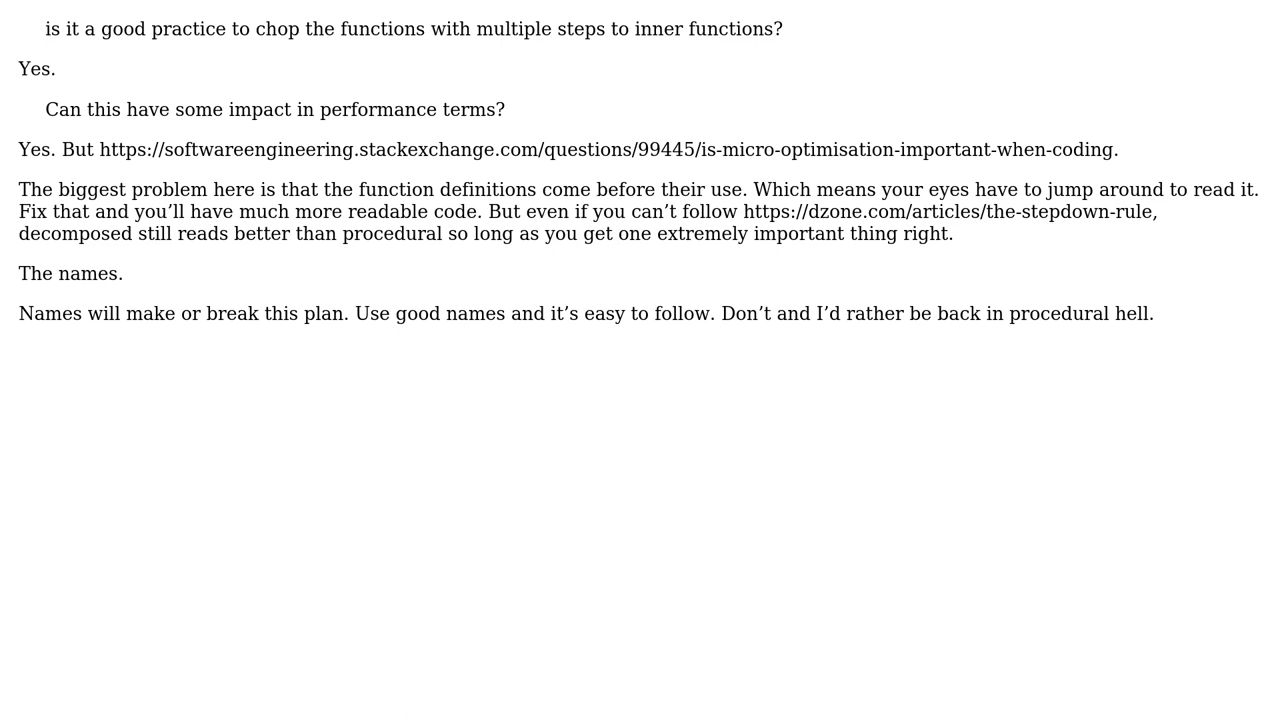 is it a good practice to chop the functions with multiple steps to inner functions?
Yes.
Can this have some impact in performance terms?
Yes. But https://softwareengineering.stackexchange.com/questions/99445/is-micro-optimisation-important-when-coding.
The biggest problem here is that the function definitions come before their use. Which means your eyes have to jump around to read it.
Fix that and you’ll have much more readable code. But even if you can’t follow https://dzone.com/articles/the-stepdown-rule,
decomposed still reads better than procedural so long as you get one extremely important thing right.
The names.
Names will make or break this plan. Use good names and it’s easy to follow. Don’t and I’d rather be back in procedural hell.